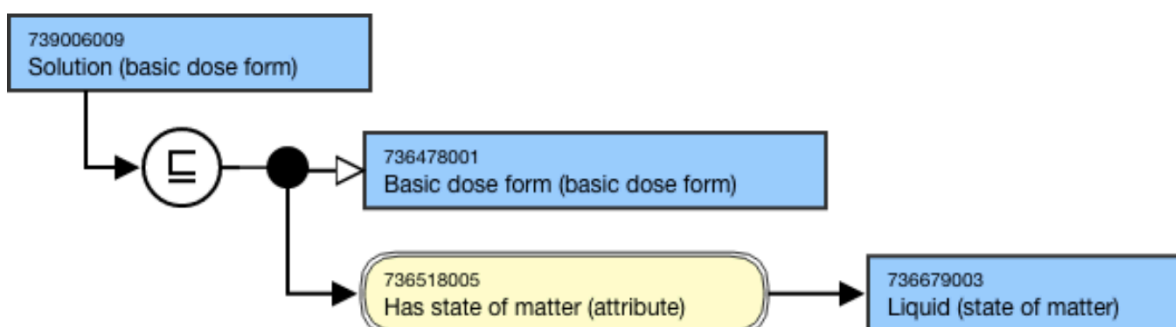 739006009
Solution (basic dose form)
⊑
736478001
Basic dose form (basic dose form)
736518005
Has state of matter (attribute)
736679003
Liquid (state of matter)